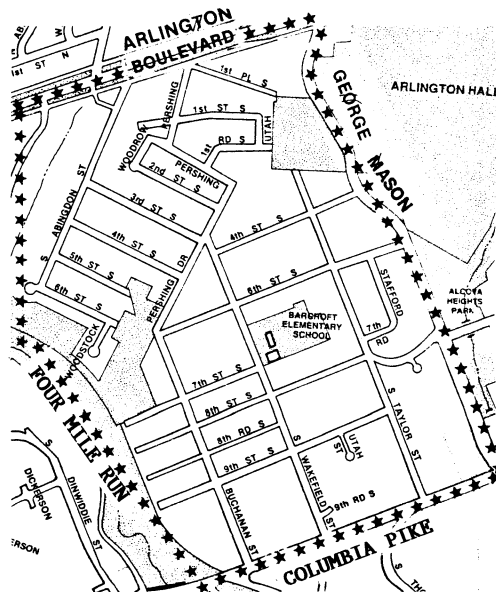 ARLINGTON
BOULEVARD
W
N
1st ST N
AB.
1st PL S
GEORGE MASON
ARLINGTON HALL
PERSHING
1st ST S
UTAH
WOODROW
1st RD S
PERSHING
2nd ST S
ABINGDON ST
3rd ST S
4th ST S
4th ST S
PERSHING DR
5th ST S
S
6th ST S
6th ST S
STAFFORD
ALCOVA
HEIGHTS
PARK
BARCROFT
ELEMENTARY
SCHOOL
7th RD
WOODSTOCK
FOUR MILE RUN
7th ST S
8th ST S
8th RD S
9th ST S
S TAYLOR ST
UTAH ST
S WAKEFIELD ST
9th RD S
BUCHANAN ST
S DINWIDDIE ST
DICKERSON
ERSON
COLUMBIA PIKE
S THO